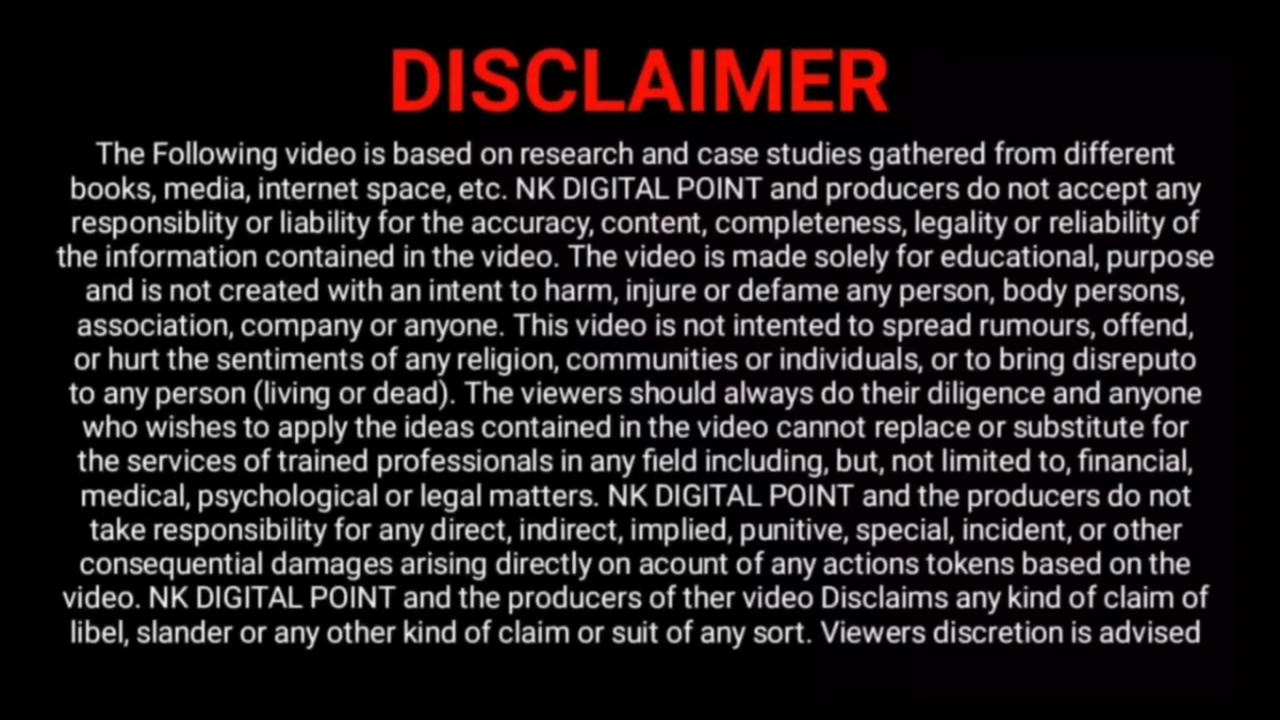 DISCLAIMER
The Following video is based on research and case studies gathered from different
books, media, internet space, etc. NK DIGITAL POINT and producers do not accept any
responsiblity or liability for the accuracy, content, completeness, legality or reliability of
the information contained in the video. The video is made solely for educational, purpose
and is not created with an intent to harm, injure or defame any person, body persons,
association, company or anyone. This video is not intented to spread rumours, offend,
or hurt the sentiments of any religion, communities or individuals, or to bring disreputo
to any person (living or dead). The viewers should always do their diligence and anyone
who wishes to apply the ideas contained in the video cannot replace or substitute for
the services of trained professionals in any field including, but, not limited to, financial,
medical, psychological or legal matters. NK DIGITAL POINT and the producers do not
take responsibility for any direct, indirect, implied, punitive, special, incident, or other
consequential damages arising directly on acount of any actions tokens based on the
video. NK DIGITAL POINT and the producers of ther video Disclaims any kind of claim of
libel, slander or any other kind of claim or suit of any sort. Viewers discretion is advised